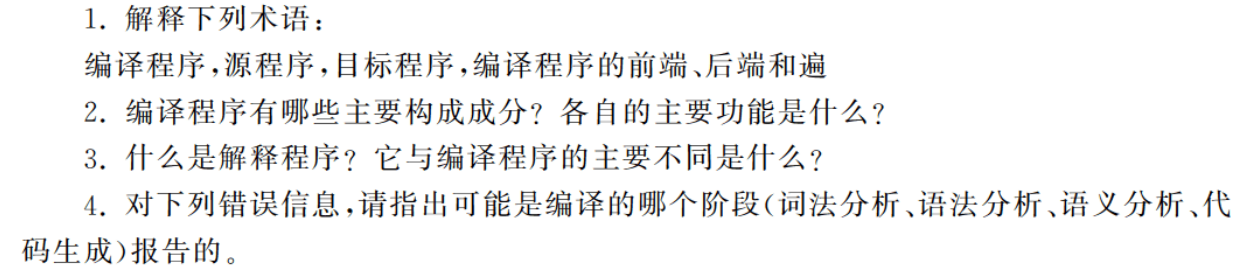 1. 解释下列术语:
编译程序,源程序,目标程序,编译程序的前端、后端和遍
2. 编译程序有哪些主要构成成分? 各自的主要功能是什么?
3. 什么是解释程序? 它与编译程序的主要不同是什么?
4. 对下列错误信息,请指出可能是编译的哪个阶段(词法分析、语法分析、语义分析、代
码生成)报告的。